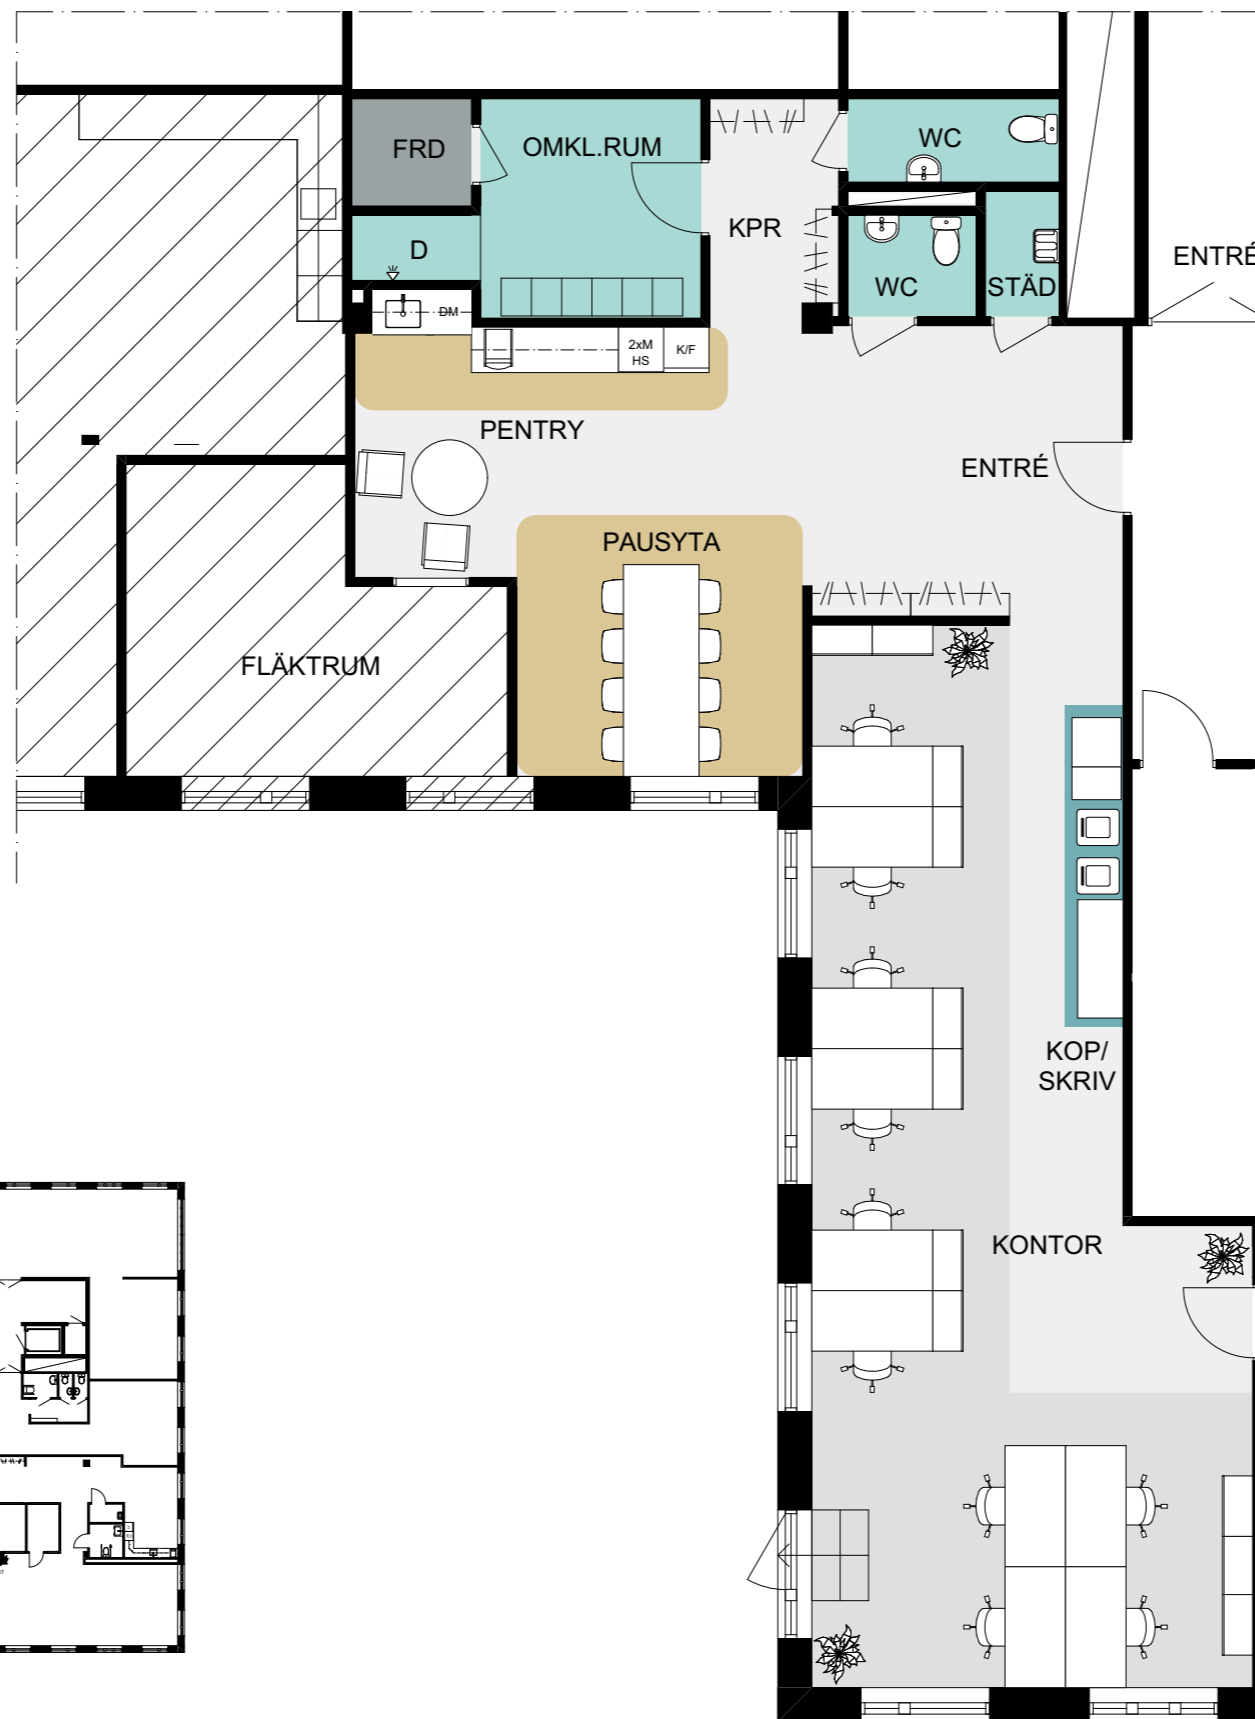 FRD
OMKL.RUM
WC
D
KPR
ENTRÉ
WC
STÄD
DM
2xM
HS
K/F
PENTRY
ENTRÉ
PAUSYTA
FLÄKTRUM
KOP/
SKRIV
KONTOR